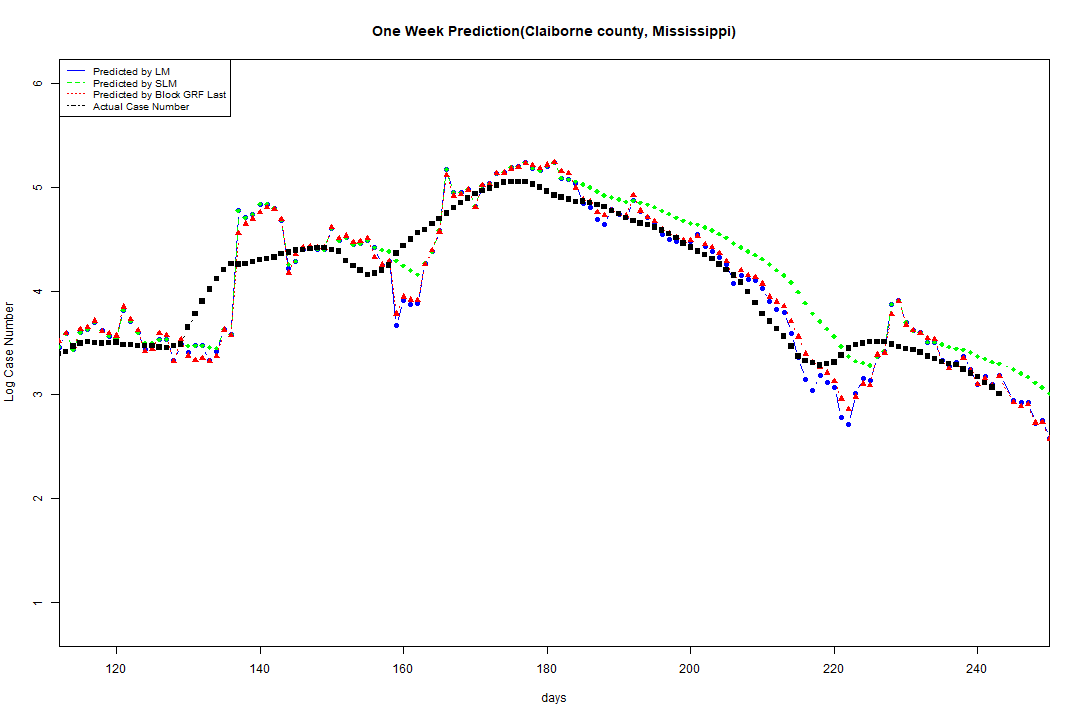 One Week Prediction(Claiborne county, Mississippi)
Predicted by LM
Predicted by SLM
Predicted by Block GRF Last
Actual Case Number
Log Case Number
6
5
4
3
2
1
120 140 160 180 200 220 240
days